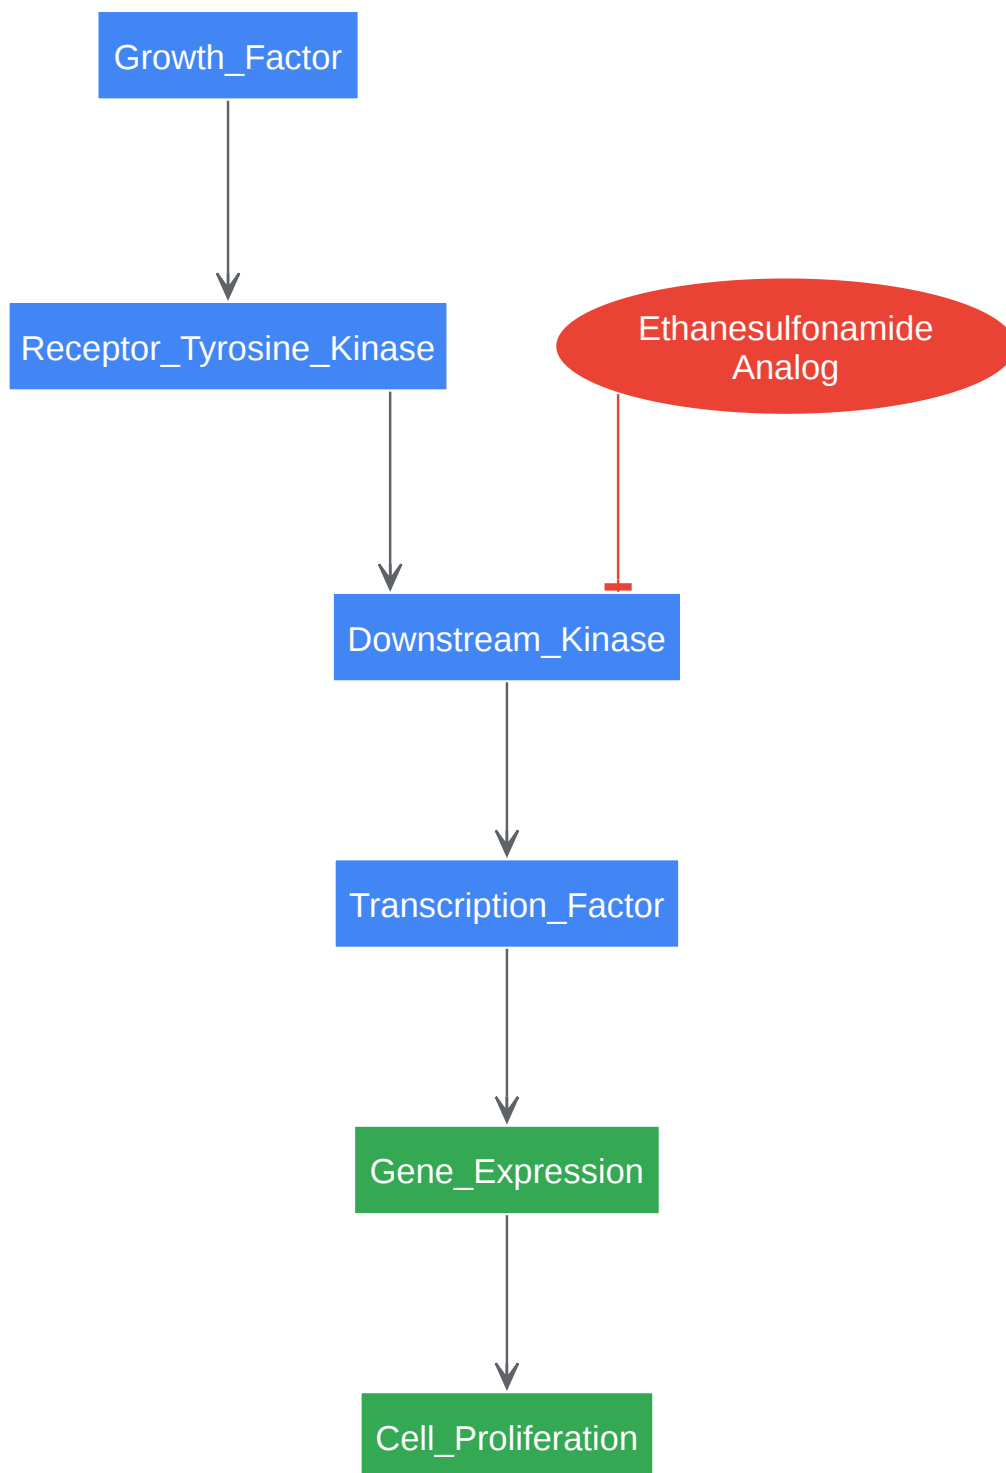 Growth_Factor
Receptor_Tyrosine_Kinase
Ethanesulfonamide
Analog
Downstream_Kinase
Transcription_Factor
Gene_Expression
Cell_Proliferation